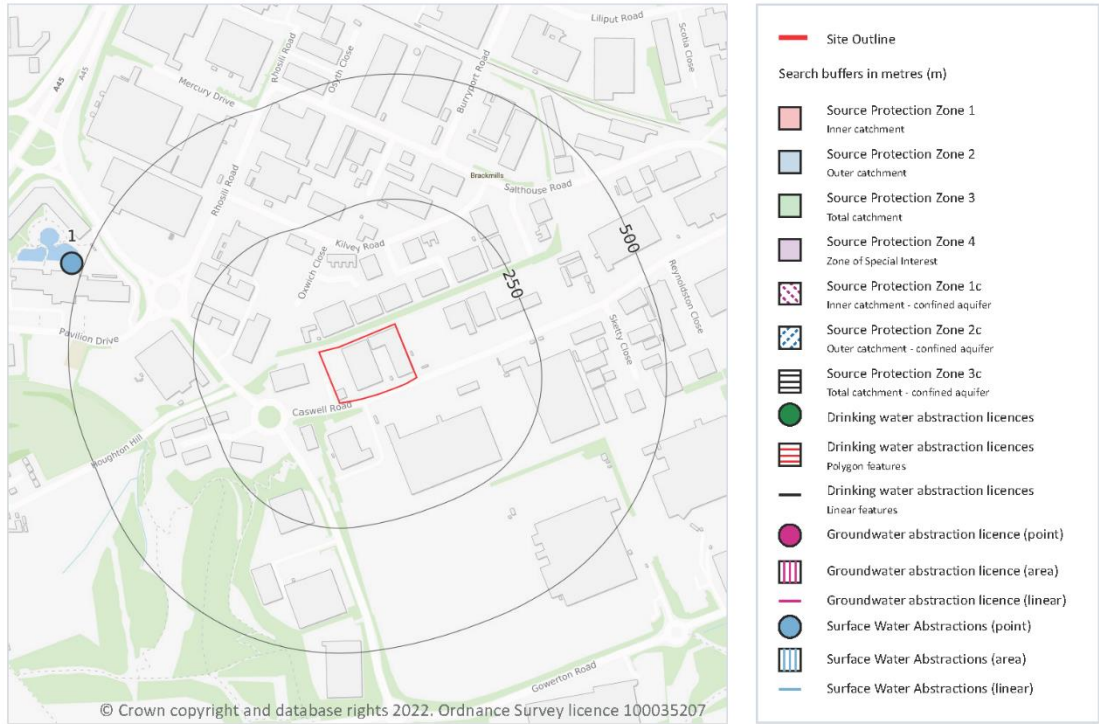 Liliput Road
Scotia Close
A45
A45
Rhosili Road
Osyth Close
Burryport Road
Mercury Drive
Rhosili Road
Brackmills
Salthouse Road
1
Kilvey Road
500
Oxwich Close
250
Reynoldston Close
Pavilion Drive
Sketty Close
Caswell Road
Houghton Hill
Gowerton Road
© Crown copyright and database rights 2022. Ordnance Survey licence 100035207
Site Outline
Search buffers in metres (m)
Source Protection Zone 1
Inner catchment
Source Protection Zone 2
Outer catchment
Source Protection Zone 3
Total catchment
Source Protection Zone 4
Zone of Special Interest
Source Protection Zone 1c
Inner catchment - confined aquifer
Source Protection Zone 2c
Outer catchment - confined aquifer
Source Protection Zone 3c
Total catchment - confined aquifer
Drinking water abstraction licences
Drinking water abstraction licences
Polygon features
Drinking water abstraction licences
Linear features
Groundwater abstraction licence (point)
Groundwater abstraction licence (area)
Groundwater abstraction licence (linear)
Surface Water Abstractions (point)
Surface Water Abstractions (area)
Surface Water Abstractions (linear)